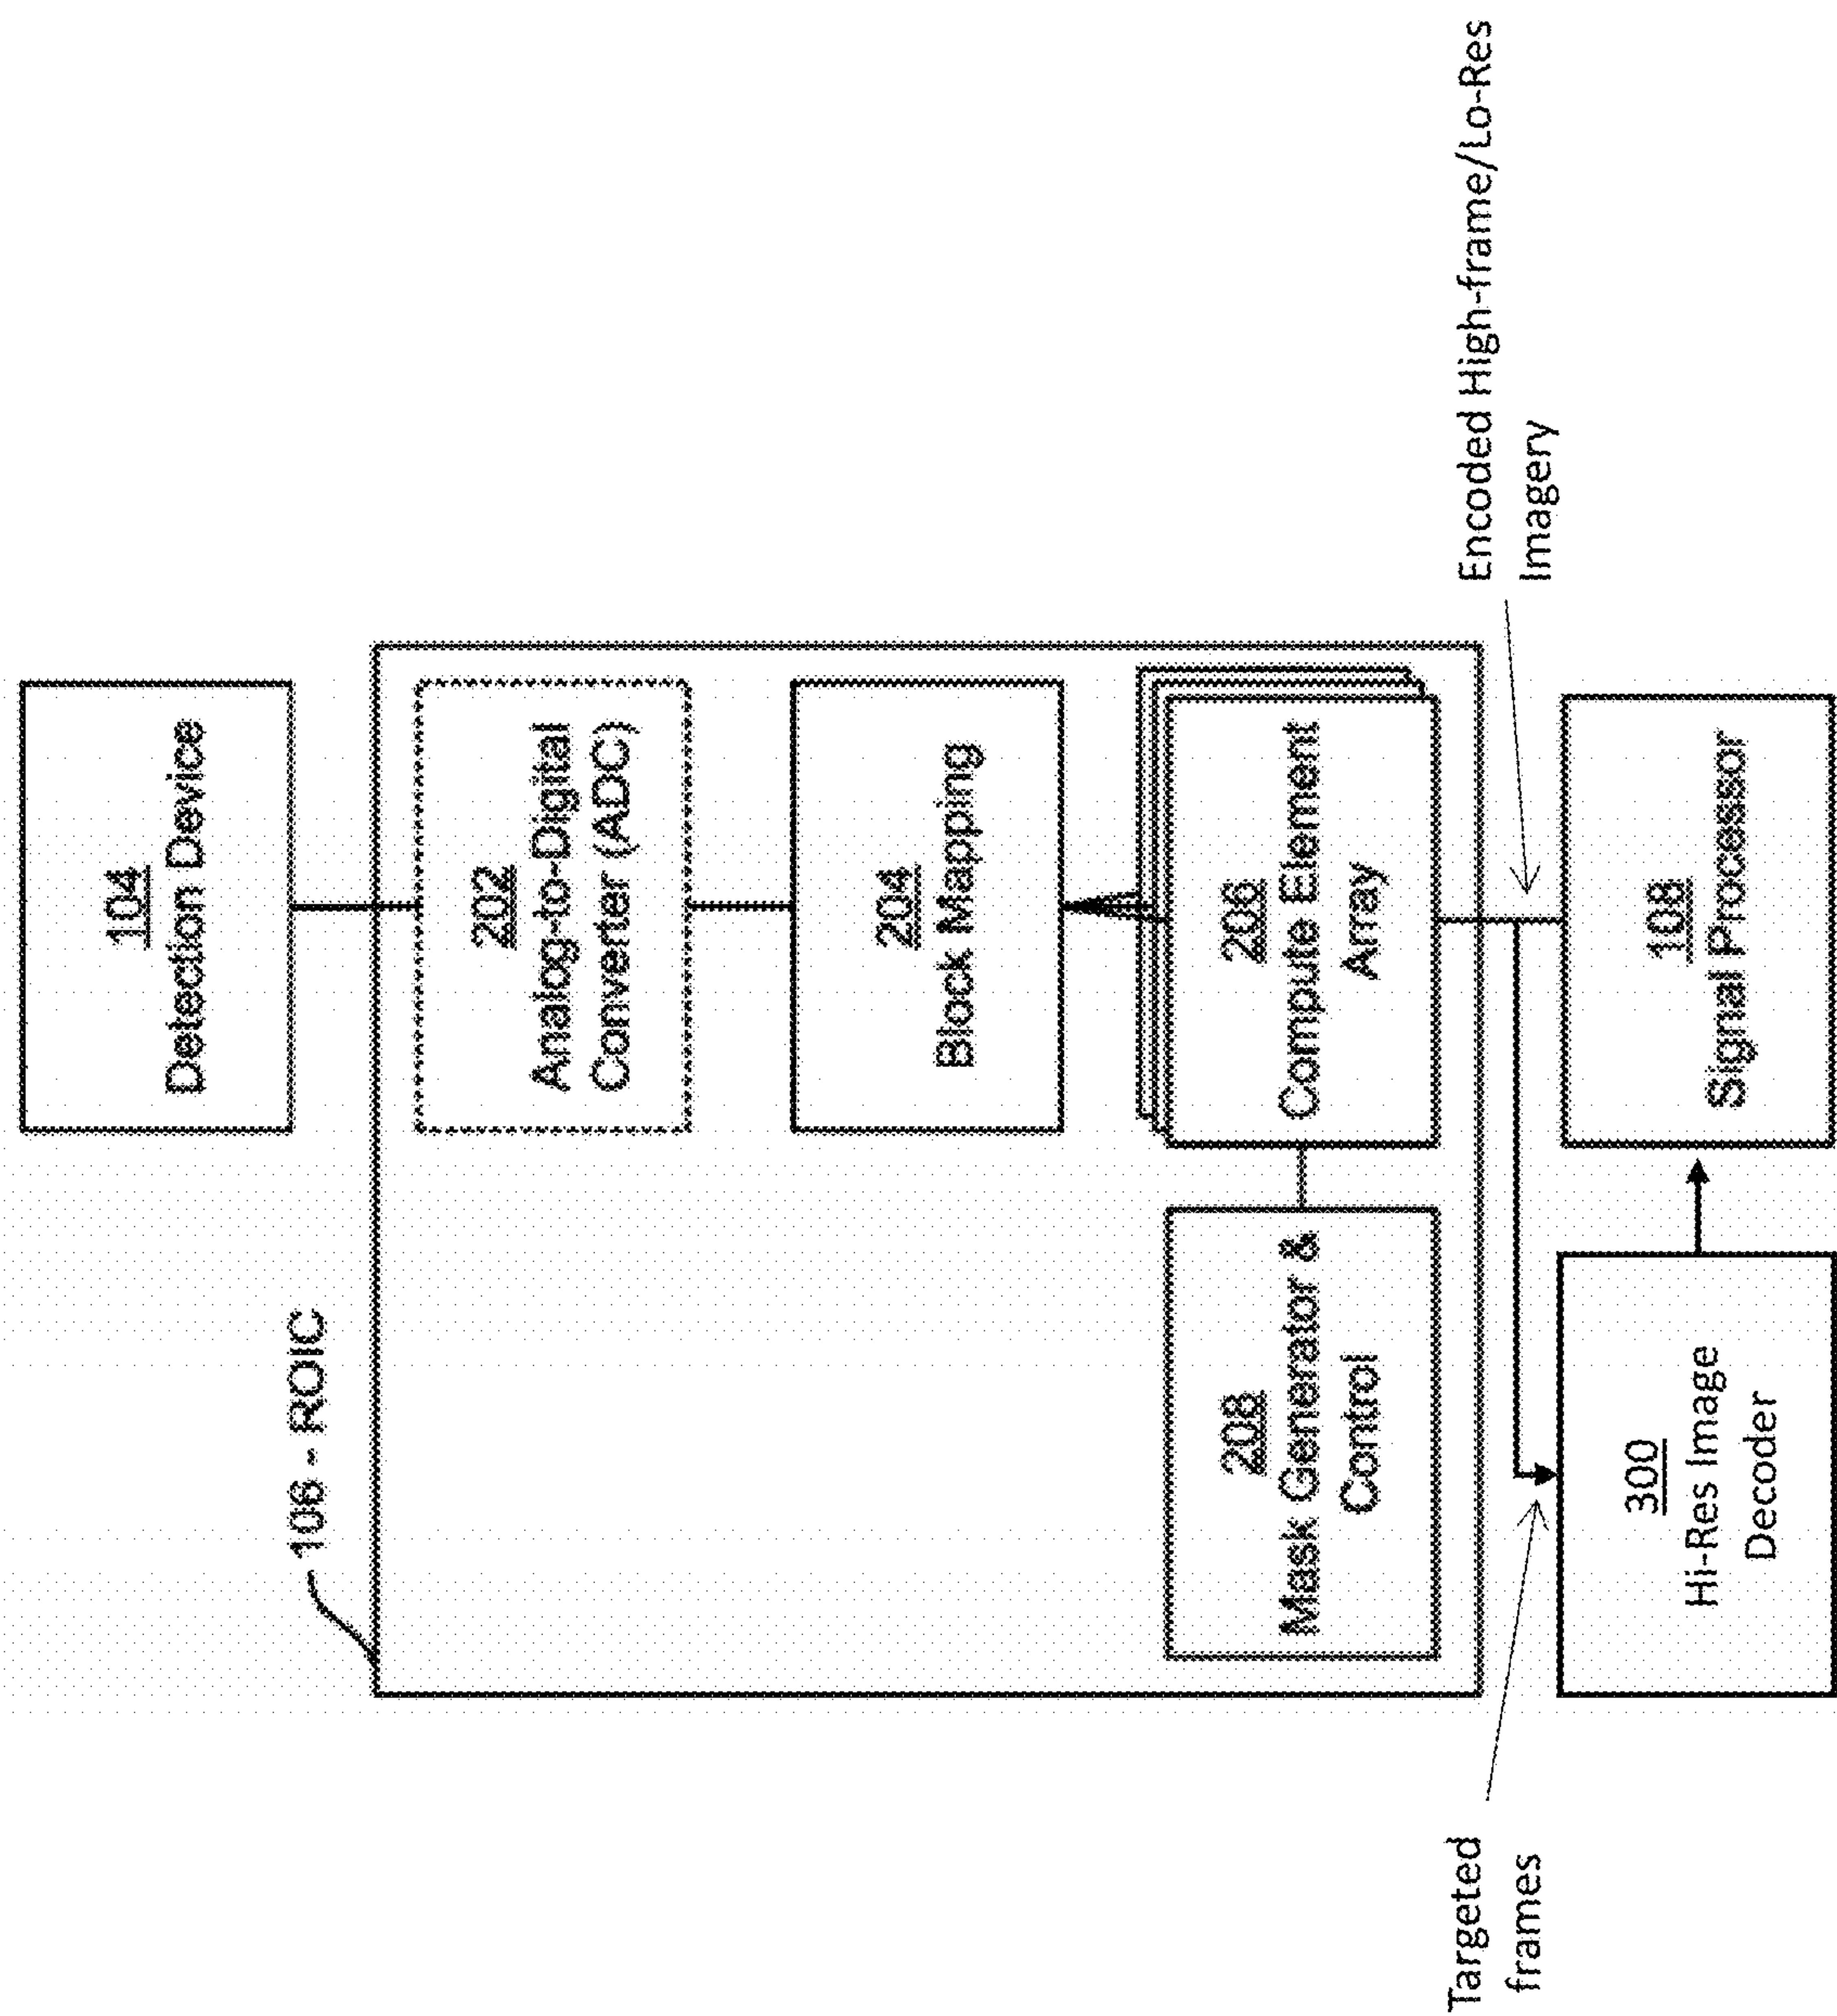 106 - ROIC
104
Detection Device
202
Analog-to-Digital
Converter (ADC)
204
Block Mapping
206
Compute Element
Array
208
Mask Generator &
Control
Encoded High-frame/Lo-Res
Imagery
108
Signal Processor
Targeted
frames
300
Hi-Res Image
Decoder